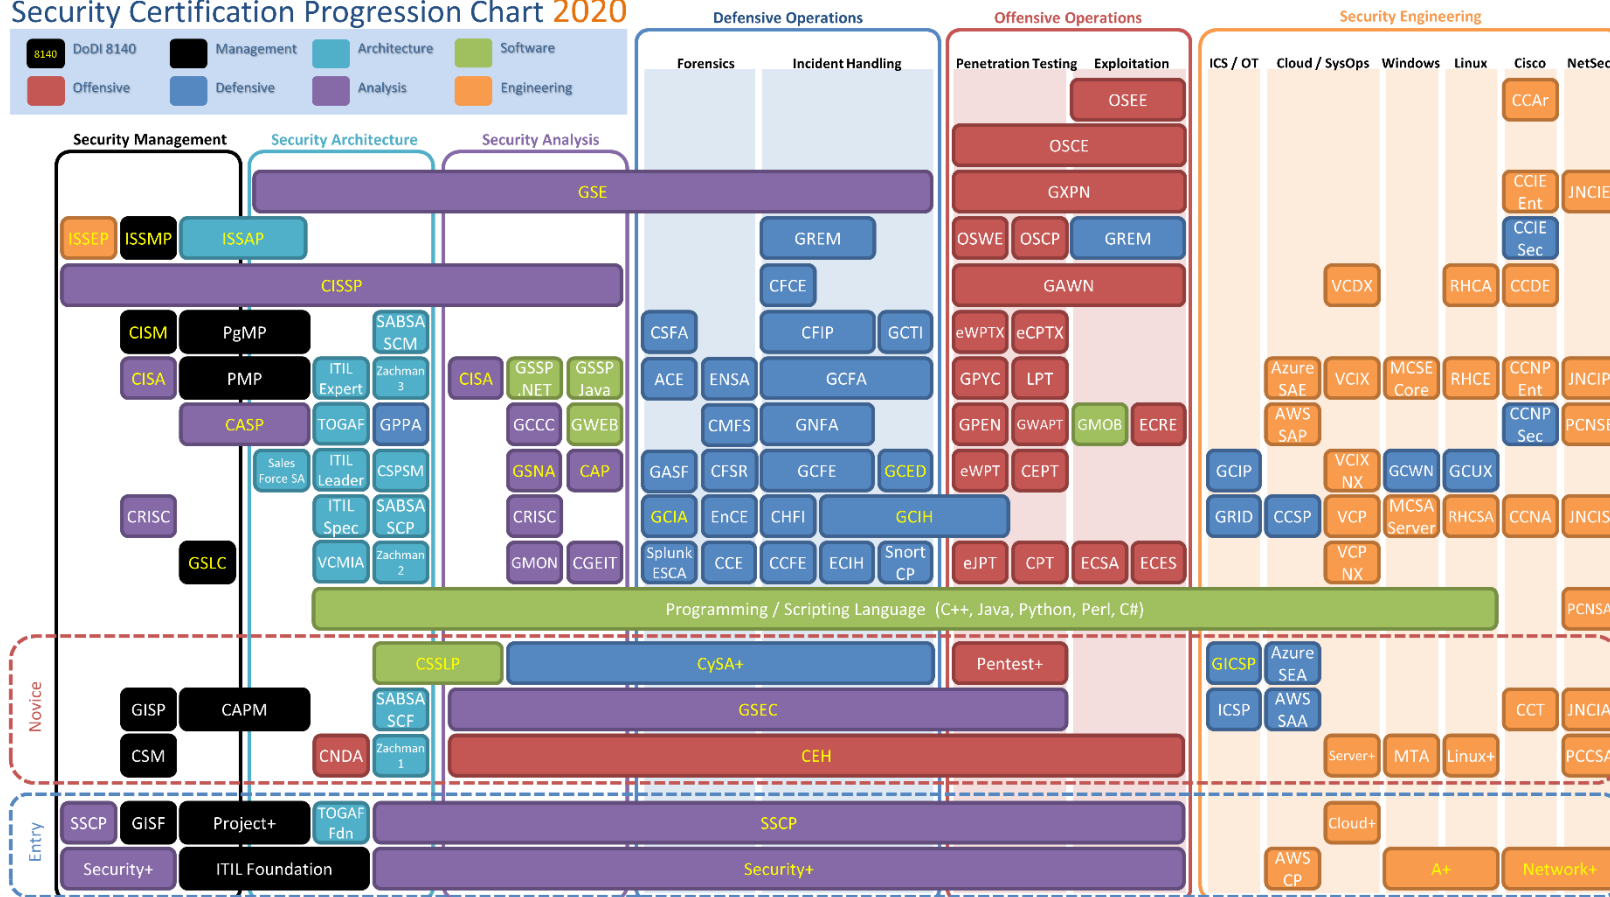 Security Certification Progression Chart 2020
8140 DoDI 8140 Management Architecture Software
Offensive Defensive Analysis Engineering
Defensive Operations Offensive Operations Security Engineering
Forensics Incident Handling Penetration Testing Exploitation ICS / OT Cloud / SysOps Windows Linux Cisco NetSec
Security Management Security Architecture Security Analysis
OSEE CCAr
OSCE
GSE GXPN CCIE
Ent JNCIE
ISSEP ISSMP ISSAP GREM OSWE OSCP GREM CCIE
Sec
CISSP CFCE GAWN VCDX RHCA CCDE
CISM PgMP SABSA
SCM CSFA CFIP GCTI eWPTX eCPTX
CISA PMP ITIL
Expert Zachman
3 CISA GSSP
.NET GSSP
Java ACE ENSA GCFA GPYC LPT Azure
SAE VCIX MCSE
Core RHCE CCNP
Ent JNCIP
CASP TOGAF GPPA GCCC GWEB CMFS GNFA GPEN GWAPT GMOB ECRE AWS
SAP CCNP
Sec PCNSE
Sales
Force SA ITIL
Leader CSPSM GSNA CAP GASF CFSR GCFE GCED eWPT CEPT GCIP VCIX
NX GCWN GCUX
CRISC ITIL
Spec SABSA
SCP CRISC GCIA EnCE CHFI GCIH GRID CCSP VCP MCSA
Server RHCSA CCNA JNCIS
GSLC VCMIA Zachman
2 GMON CGEIT Splunk
ESCA CCE CCFE ECIH Snort
CP eJPT CPT ECSA ECES VCP
NX
Programming / Scripting Language (C++, Java, Python, Perl, C#) PCNSA
Novice
CSSLP CySA+ Pentest+ GICSP Azure
SEA
GISP CAPM SABSA
SCF GSEC ICSP AWS
SAA CCT JNCIA
CSM CNDA Zachman
1 CEH Server+ MTA Linux+ PCCSA
Entry
SSCP GISF Project+ TOGAF
Fdn SSCP Cloud+
Security+ ITIL Foundation Security+ AWS
CP A+ Network+